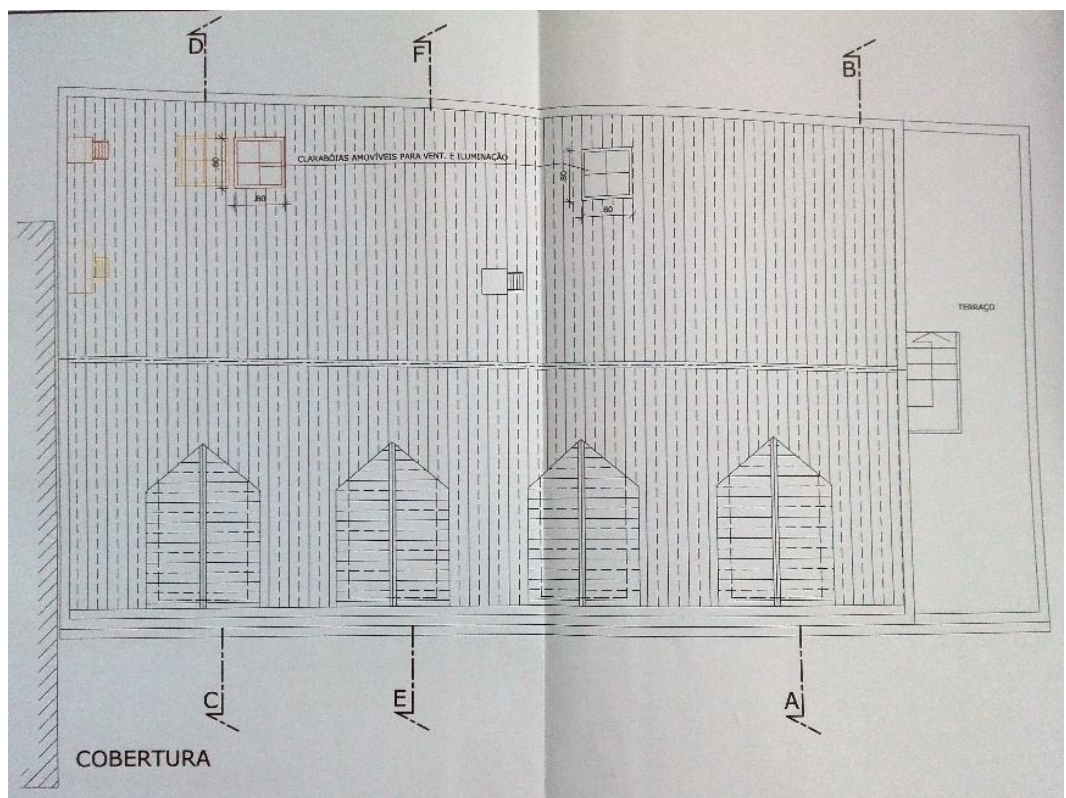 D
F
B
CLARABÓIAS AMOVÍVEIS PARA VENT. E ILUMINAÇÃO
.80
.80
.80
.80
TERRAÇO
C
E
A
COBERTURA